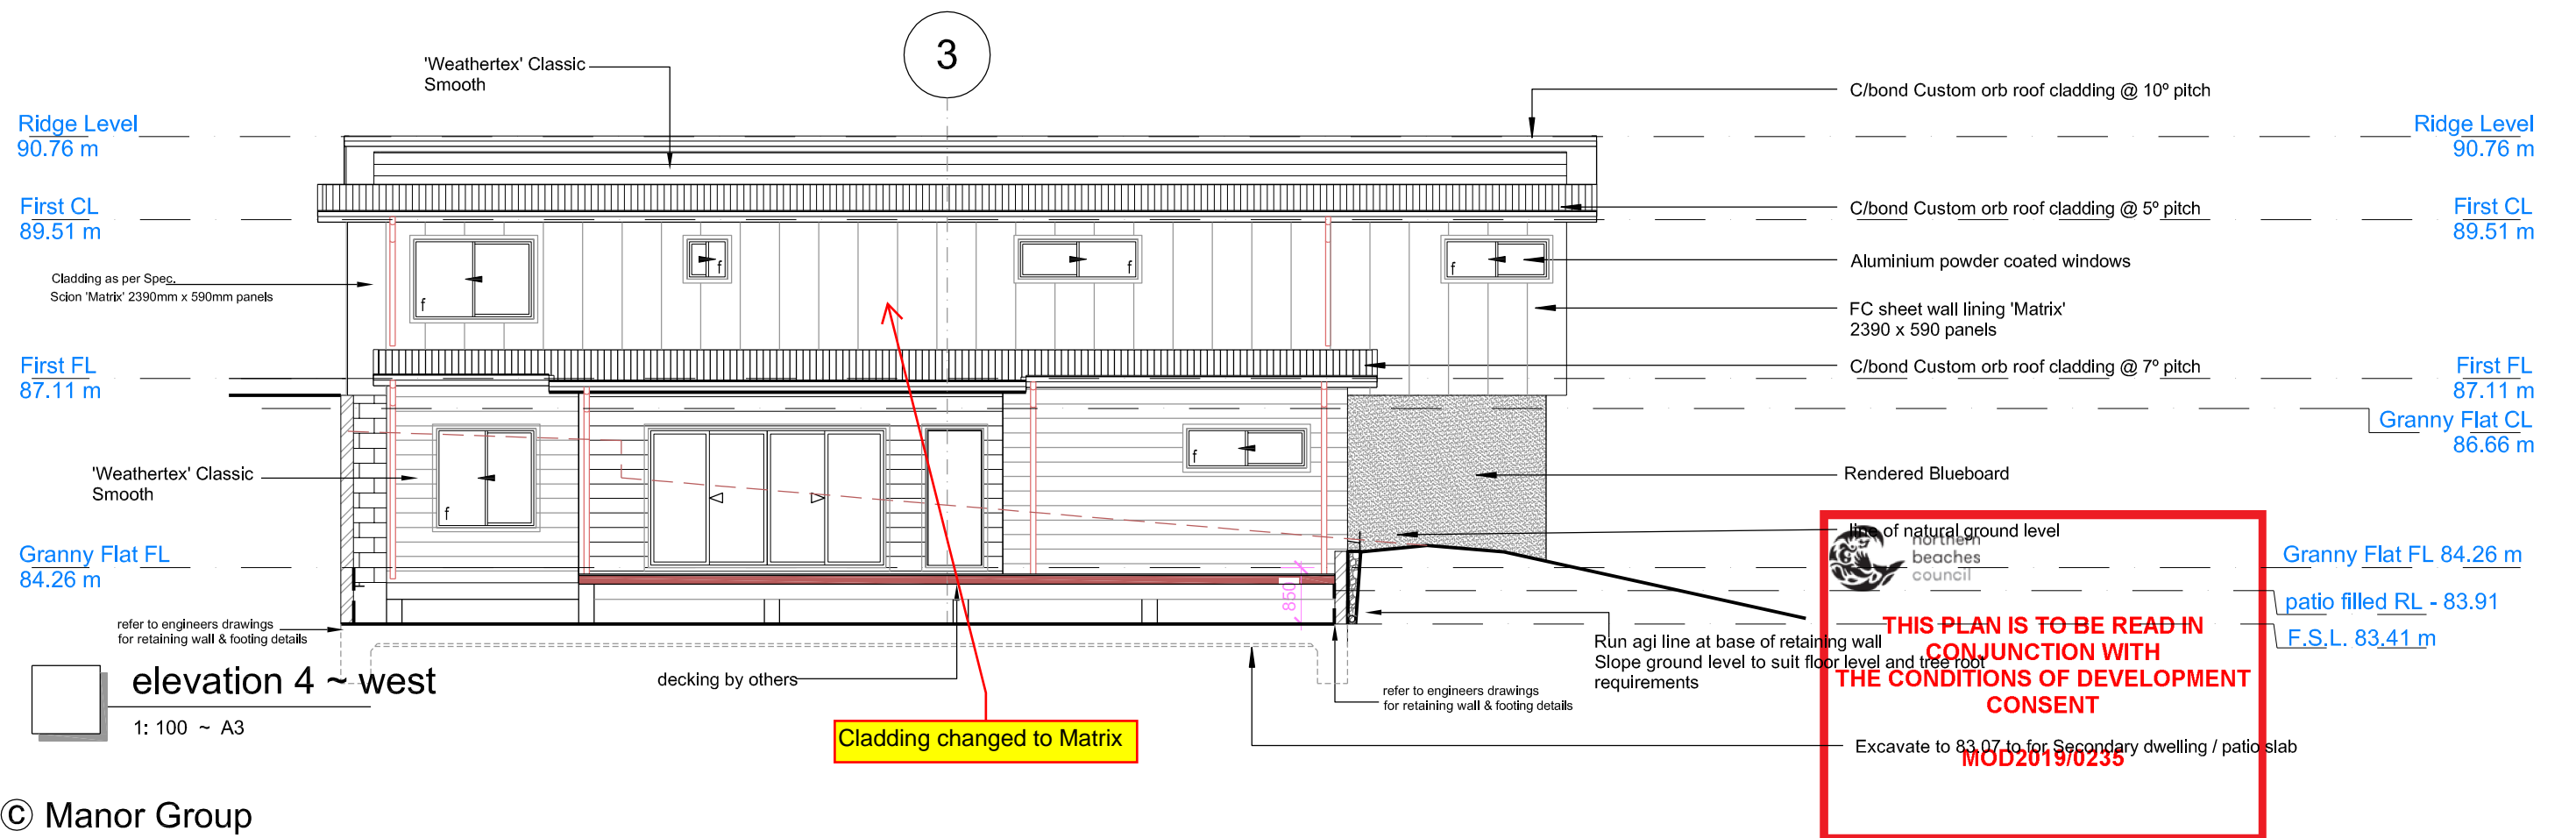 3
'Weathertex' Classic
Smooth
C/bond Custom orb roof cladding @ 10º pitch
Ridge Level
90.76 m
Ridge Level
90.76 m
First CL
89.51 m
C/bond Custom orb roof cladding @ 5º pitch
First CL
89.51 m
Cladding as per Spec.
Scion 'Matrix' 2390mm x 590mm panels
f
f
f
f
Aluminium powder coated windows
FC sheet wall lining 'Matrix'
2390 x 590 panels
First FL
87.11 m
C/bond Custom orb roof cladding @ 7º pitch
First FL
87.11 m
Granny Flat CL
86.66 m
'Weathertex' Classic
Smooth
f
f
Rendered Blueboard
line of natural ground level
northern
beaches
council
Granny Flat FL
84.26 m
Granny Flat FL 84.26 m
850
patio filled RL - 83.91
F.S.L. 83.41 m
refer to engineers drawings
for retaining wall & footing details
Run agi line at base of retaining wall
Slope ground level to suit floor level and tree root
requirements
THIS PLAN IS TO BE READ IN
CONJUNCTION WITH
THE CONDITIONS OF DEVELOPMENT
CONSENT
MOD2019/0235
elevation 4 ~ west
1: 100 ~ A3
decking by others
refer to engineers drawings
for retaining wall & footing details
Cladding changed to Matrix
Excavate to 83.07 to for Secondary dwelling / patio slab
© Manor Group